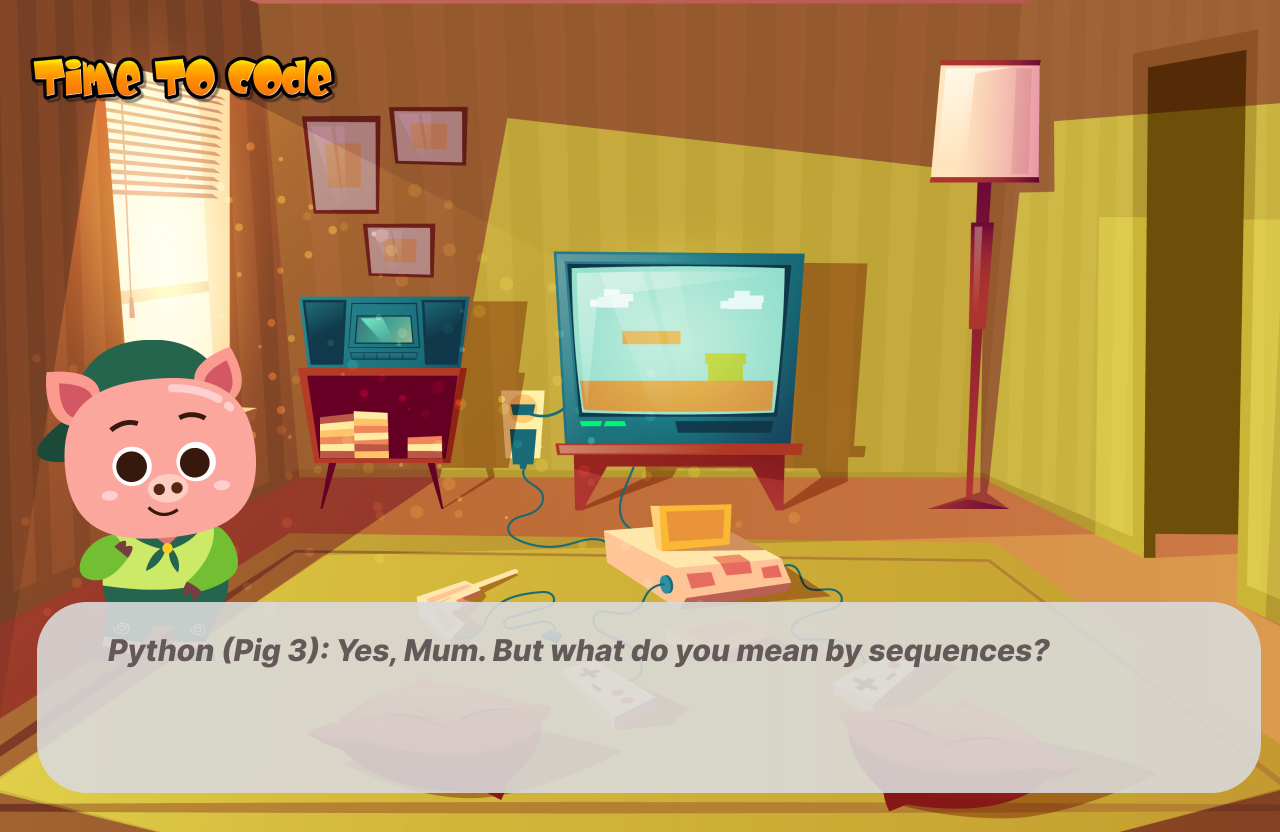 Time To Code
Python (Pig 3): Yes, Mum. But what do you mean by sequences?